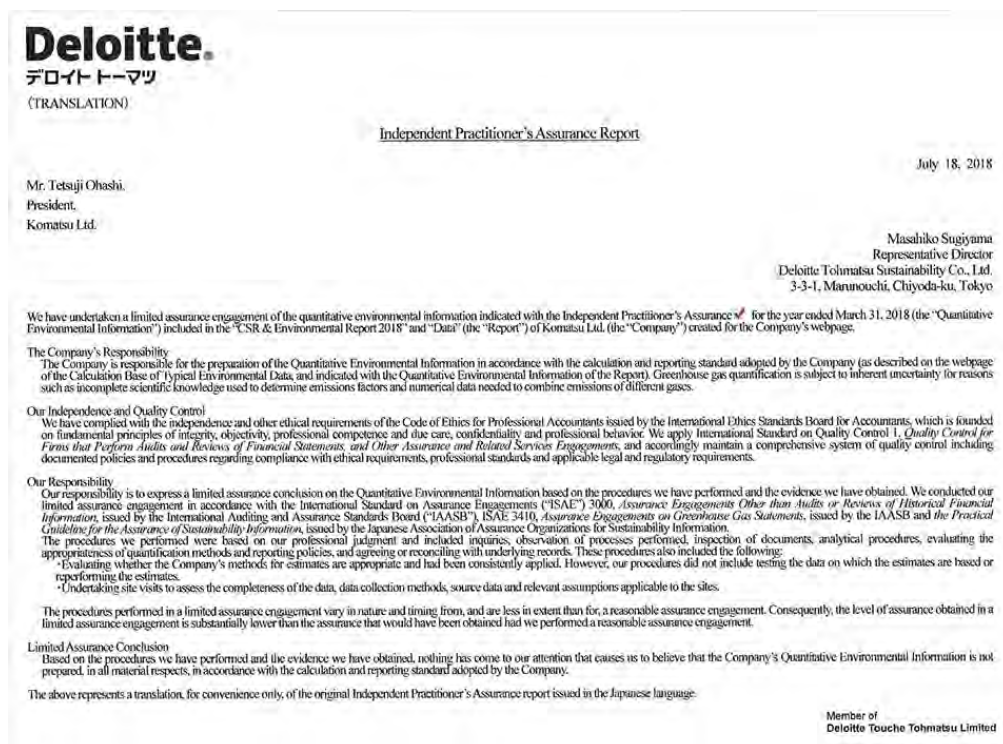 Deloitte.
デロイト トーマツ
(TRANSLATION)
Independent Practitioner's Assurance Report
July 18, 2018
Mr. Tetsuji Ohashi,
President,
Komatsu Ltd.
Masahiko Sugiyama
Representative Director
Deloitte Tohmatsu Sustainability Co., Ltd.
3-3-1, Marunouchi, Chiyoda-ku, Tokyo
We have undertaken a limited assurance engagement of the quantitative environmental information indicated with the Independent Practitioner's Assurance ✓ for the year ended March 31, 2018 (the "Quantitative
Environmental Information") included in the "CSR & Environmental Report 2018" and "Data" (the "Report") of Komatsu Ltd. (the "Company") created for the Company's webpage.
The Company's Responsibility
The Company is responsible for the preparation of the Quantitative Environmental Information in accordance with the calculation and reporting standard adopted by the Company (as described on the webpage
of the Calculation Base of Typical Environmental Data, and indicated with the Quantitative Environmental Information of the Report). Greenhouse gas quantification is subject to inherent uncertainty for reasons
such as incomplete scientific knowledge used to determine emissions factors and numerical data needed to combine emissions of different gases.
Our Independence and Quality Control
We have complied with the independence and other ethical requirements of the Code of Ethics for Professional Accountants issued by the International Ethics Standards Board for Accountants, which is founded
on fundamental principles of integrity, objectivity, professional competence and due care, confidentiality and professional behavior. We apply International Standard on Quality Control 1, Quality Control for
Firms that Perform Audits and Reviews of Financial Statements, and Other Assurance and Related Services Engagements, and accordingly maintain a comprehensive system of quality control including
documented policies and procedures regarding compliance with ethical requirements, professional standards and applicable legal and regulatory requirements.
Our Responsibility
Our responsibility is to express a limited assurance conclusion on the Quantitative Environmental Information based on the procedures we have performed and the evidence we have obtained. We conducted our
limited assurance engagement in accordance with the International Standard on Assurance Engagements ("ISAE") 3000, Assurance Engagements Other than Audits or Reviews of Historical Financial
Information, issued by the International Auditing and Assurance Standards Board ("IAASB"), ISAE 3410, Assurance Engagements on Greenhouse Gas Statements, issued by the IAASB and the Practical
Guideline for the Assurance of Sustainability Information, issued by the Japanese Association of Assurance Organizations for Sustainability Information.
The procedures we performed were based on our professional judgment and included inquiries, observation of processes performed, inspection of documents, analytical procedures, evaluating the
appropriateness of quantification methods and reporting policies, and agreeing or reconciling with underlying records. These procedures also included the following:
・Evaluating whether the Company's methods for estimates are appropriate and had been consistently applied. However, our procedures did not include testing the data on which the estimates are based or
reperforming the estimates.
・Undertaking site visits to assess the completeness of the data, data collection methods, source data and relevant assumptions applicable to the sites.
The procedures performed in a limited assurance engagement vary in nature and timing from, and are less in extent than for, a reasonable assurance engagement. Consequently, the level of assurance obtained in a
limited assurance engagement is substantially lower than the assurance that would have been obtained had we performed a reasonable assurance engagement.
Limited Assurance Conclusion
Based on the procedures we have performed and the evidence we have obtained, nothing has come to our attention that causes us to believe that the Company's Quantitative Environmental Information is not
prepared, in all material respects, in accordance with the calculation and reporting standard adopted by the Company.
The above represents a translation, for convenience only, of the original Independent Practitioner's Assurance report issued in the Japanese language.
Member of
Deloitte Touche Tohmatsu Limited